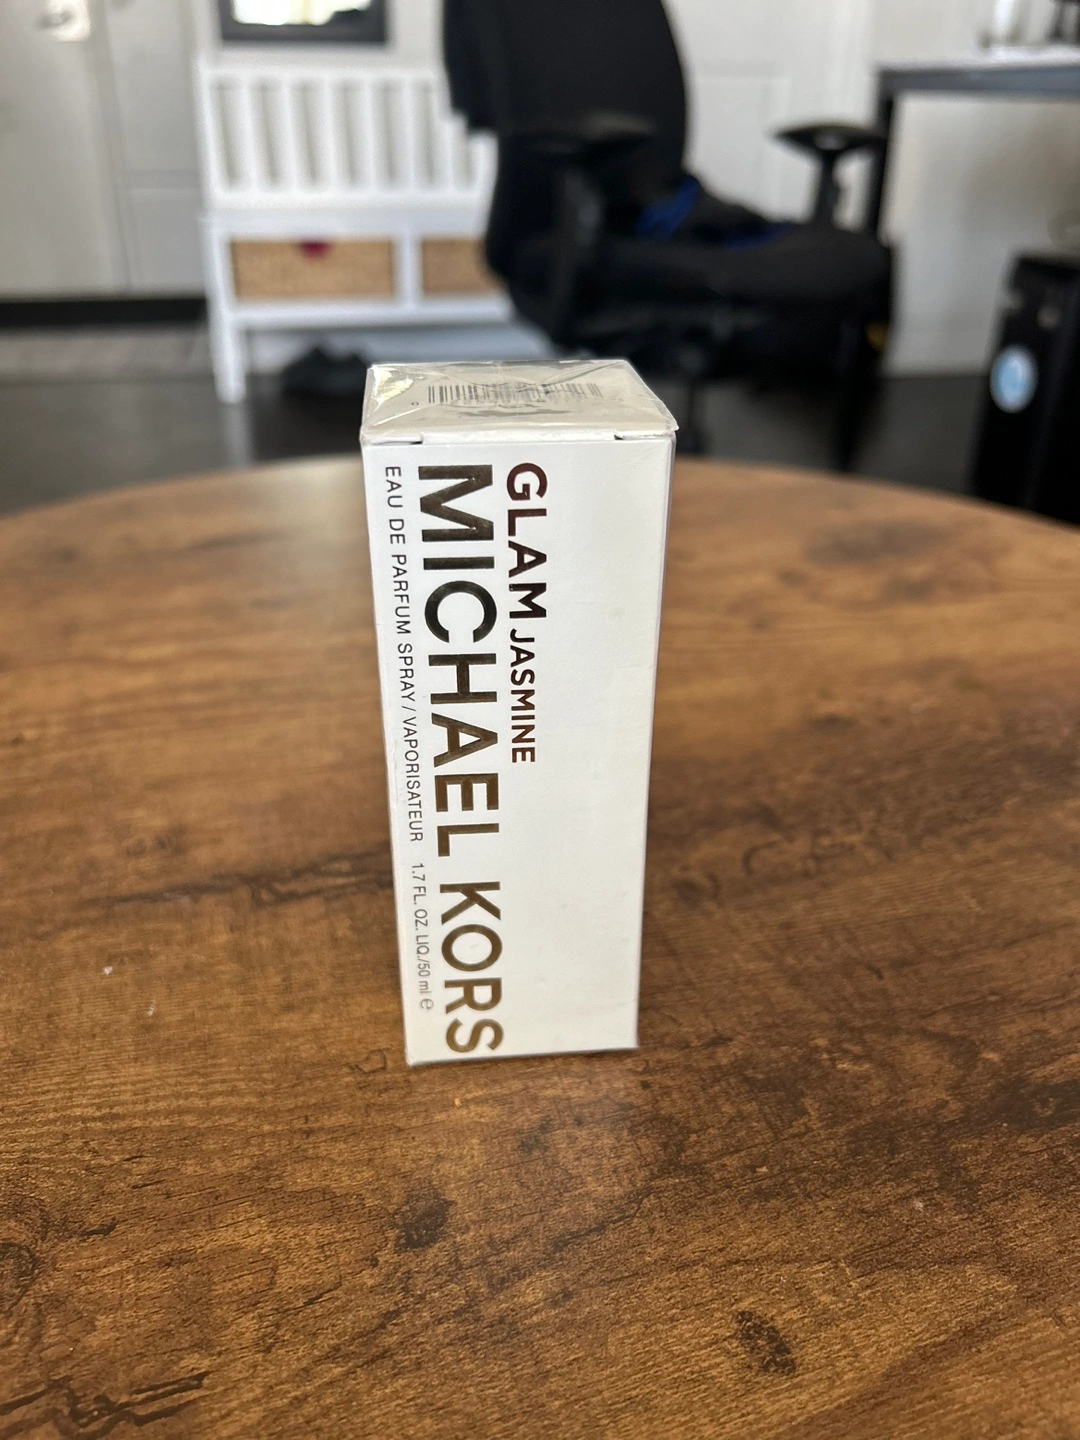 GLAM JASMINE
MICHAEL KORS
EAU DE PARFUM SPRAY / VAPORISATEUR 1.7 FL. OZ. LIQ./50 ml ℮